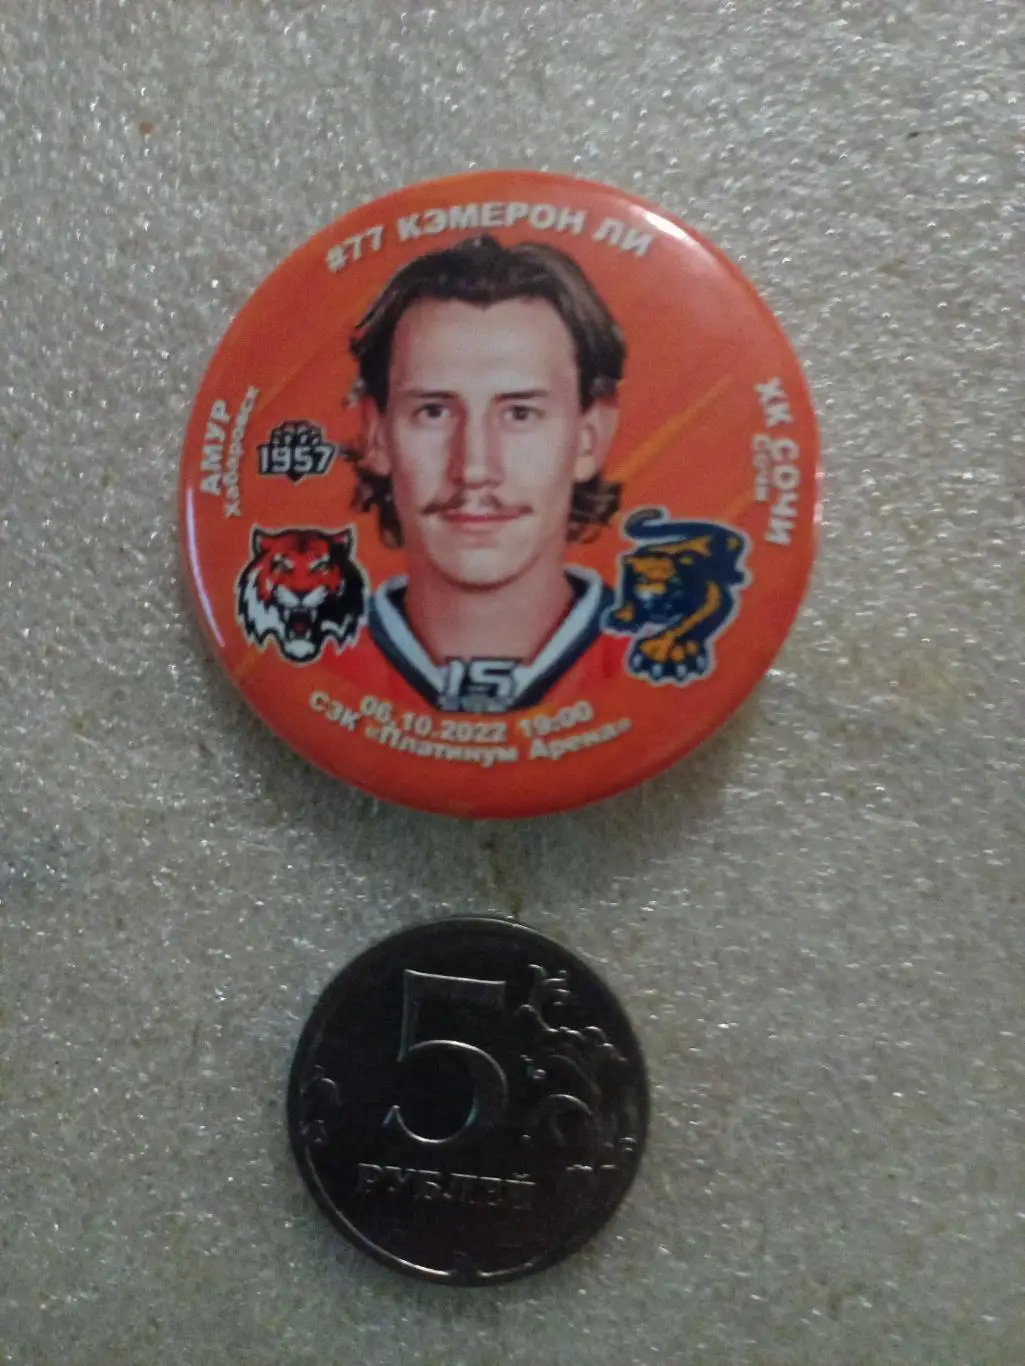 #77 КЭМЕРОН ЛИ
АМУР
Хабаровск
1957
ХК СОЧИ
Сочи
15
06.10.2022 19:00
СЗК «Платинум Арена»
5
РУБЛЕЙ